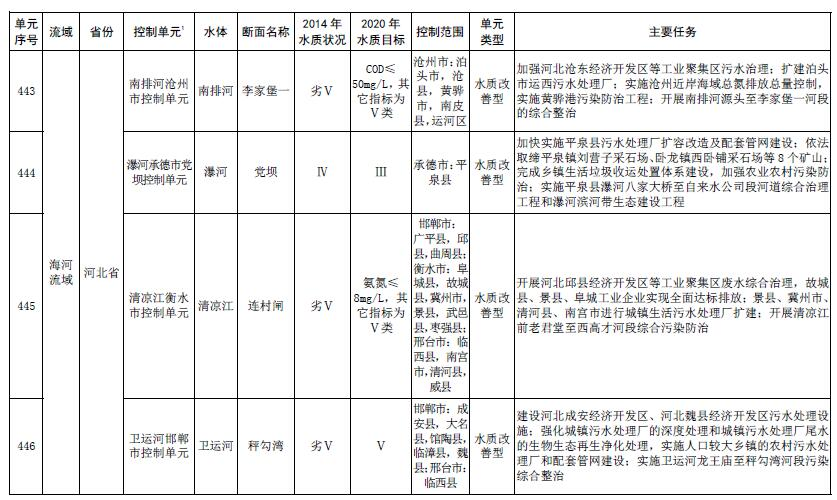 单元
序号
流域
省份
控制单元1
水体
断面名称
2014年
水质状况
2020年
水质目标
控制范围
单元
类型
主要任务
海河
流域
河北省
443
南排河沧州
市控制单元
南排河
李家堡一
劣Ⅴ
COD≤
50mg/L，其
它指标为
Ⅴ类
沧州市：泊
头市，沧
县，黄骅
市，南皮
县，运河区
水质改
善型
加强河北沧东经济开发区等工业聚集区污水治理；扩建泊头
市运西污水处理厂；实施沧州近岸海域总氮排放总量控制，
实施黄骅港污染防治工程；开展南排河源头至李家堡一河段
的综合整治
444
瀑河承德市党
坝控制单元
瀑河
党坝
Ⅳ
Ⅲ
承德市：平
泉县
水质改
善型
加快实施平泉县污水处理厂扩容改造及配套管网建设；依法
取缔平泉镇刘营子采石场、卧龙镇西卧铺采石场等8个矿山；
完成乡镇生活垃圾收运处置体系建设，加强农业农村污染防
治；实施平泉县瀑河八家大桥至自来水公司段河道综合治理
工程和瀑河滨河带生态建设工程
445
清凉江衡水
市控制单元
清凉江
连村闸
劣Ⅴ
氨氮≤
8mg/L，其
它指标为
Ⅴ类
邯郸市：
广平县，邱
县，曲周县；
衡水市：阜
城县，故城
县，冀州市，
景县，武邑
县，枣强县；
邢台市：临
西县，南宫
市，清河县，
威县
水质改
善型
开展河北邱县经济开发区等工业聚集区废水综合治理，故城
县、景县、阜城工业企业实现全面达标排放；景县、冀州市、
清河县、南宫市进行城镇生活污水处理厂扩建；开展清凉江
前老君堂至西高才河段综合污染防治
446
卫运河邯郸
市控制单元
卫运河
秤勾湾
劣Ⅴ
Ⅴ
邯郸市：成
安县，大名
县，馆陶县，
临漳县，魏
县；邢台市：
临西县
水质改
善型
建设河北成安经济开发区、河北魏县经济开发区污水处理设
施；强化城镇污水处理厂的深度处理和城镇污水处理厂尾水
的生物生态再生净化处理，实施人口较大乡镇的农村污水处
理厂和配套管网建设；实施卫运河龙王庙至秤勾湾河段污染
综合整治